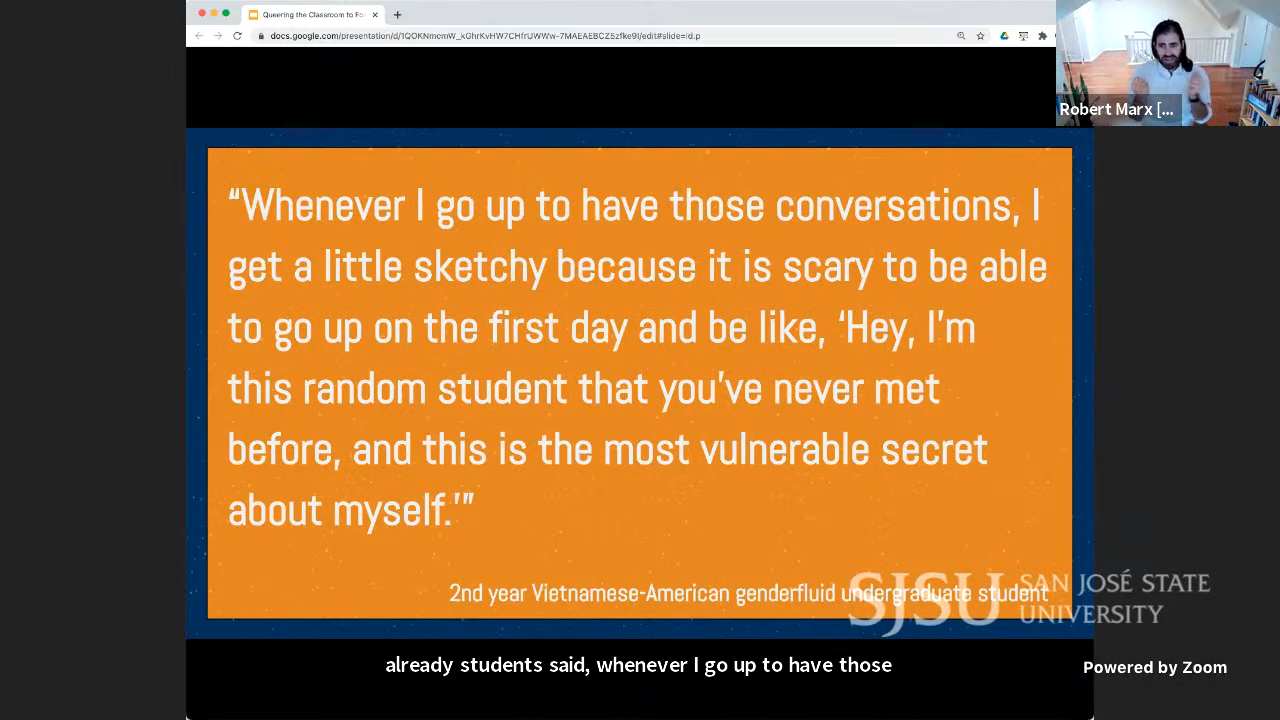 Queering the Classroom to Fo
docs.google.com/presentation/d/1QOKNmcmW_kGhrKvHW7CHfrUWWw-7MAEAEBCZ5zfke9I/edit#slide=id.p
Robert Marx [...
“Whenever I go up to have those conversations, I
get a little sketchy because it is scary to be able
to go up on the first day and be like, ‘Hey, I’m
this random student that you’ve never met
before, and this is the most vulnerable secret
about myself.’”
2nd year Vietnamese-American genderfluid undergraduate student
SJSU SAN JOSÉ STATE
UNIVERSITY
already students said, whenever I go up to have those
Powered by Zoom